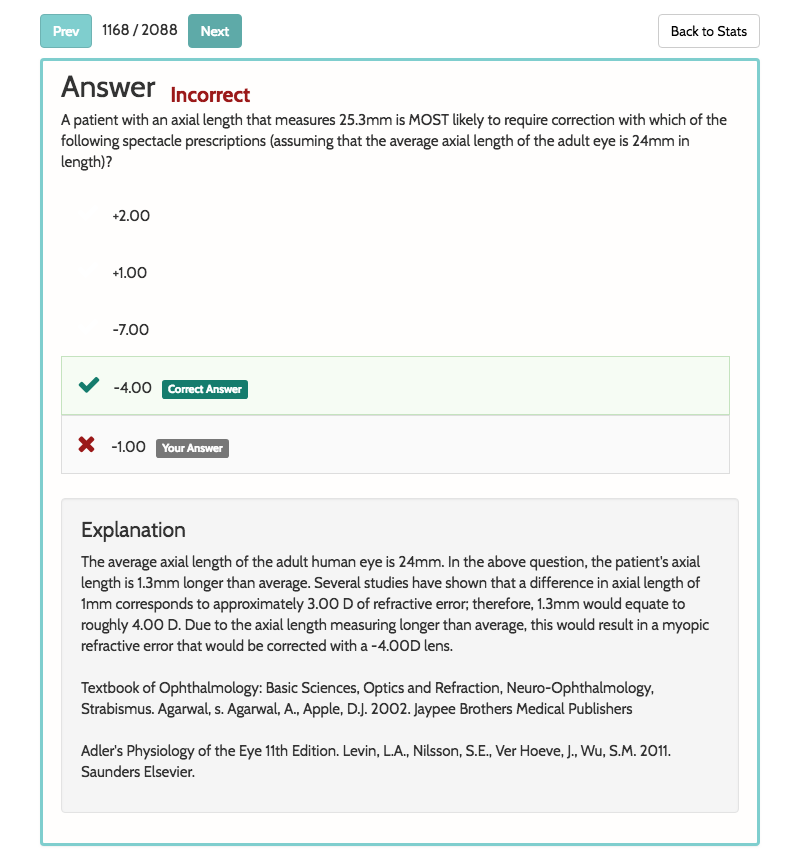 Prev 1168 / 2088 Next Back to Stats
Answer Incorrect
A patient with an axial length that measures 25.3mm is MOST likely to require correction with which of the
following spectacle prescriptions (assuming that the average axial length of the adult eye is 24mm in
length)?
+2.00
+1.00
-7.00
-4.00 Correct Answer
-1.00 Your Answer
Explanation
The average axial length of the adult human eye is 24mm. In the above question, the patient's axial
length is 1.3mm longer than average. Several studies have shown that a difference in axial length of
1mm corresponds to approximately 3.00 D of refractive error; therefore, 1.3mm would equate to
roughly 4.00 D. Due to the axial length measuring longer than average, this would result in a myopic
refractive error that would be corrected with a -4.00D lens.
Textbook of Ophthalmology: Basic Sciences, Optics and Refraction, Neuro-Ophthalmology,
Strabismus. Agarwal, s. Agarwal, A., Apple, D.J. 2002. Jaypee Brothers Medical Publishers
Adler's Physiology of the Eye 11th Edition. Levin, L.A., Nilsson, S.E., Ver Hoeve, J., Wu, S.M. 2011.
Saunders Elsevier.